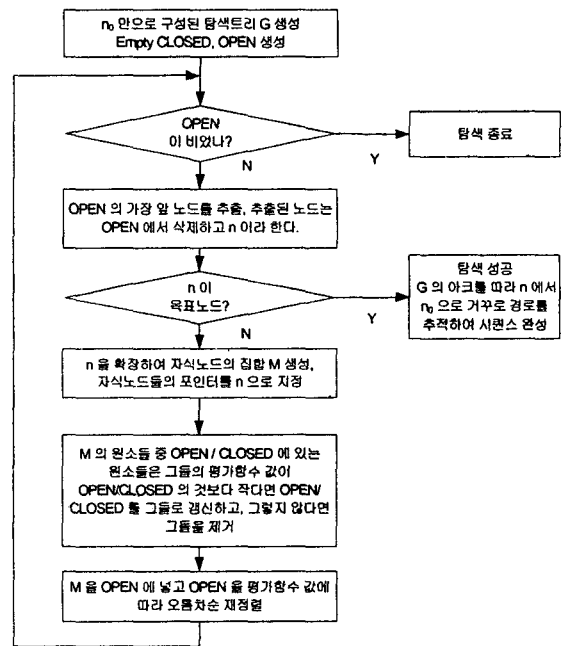 n₀ 만으로 구성된 탐색트리 G 생성
Empty CLOSED, OPEN 생성
OPEN
이 비었나?
Y
탐색 종료
N
OPEN 의 가장 앞 노드를 추출, 추출된 노드는
OPEN 에서 삭제하고 n 이라 한다.
n 이
목표노드?
Y
탐색 성공
G 의 아크를 따라 n 에서
n₀ 으로 거꾸로 경로를
추적하여 시퀀스 완성
N
n 을 확장하여 자식노드의 집합 M 생성,
자식노드들의 포인터를 n 으로 지정
M 의 원소들 중 OPEN / CLOSED 에 있는
원소들은 그들의 평가함수 값이
OPEN/CLOSED 의 것보다 작다면 OPEN/
CLOSED 를 그들로 갱신하고, 그렇지 않다면
그들을 제거
M 을 OPEN 에 넣고 OPEN 을 평가함수 값에
따라 오름차순 재정렬